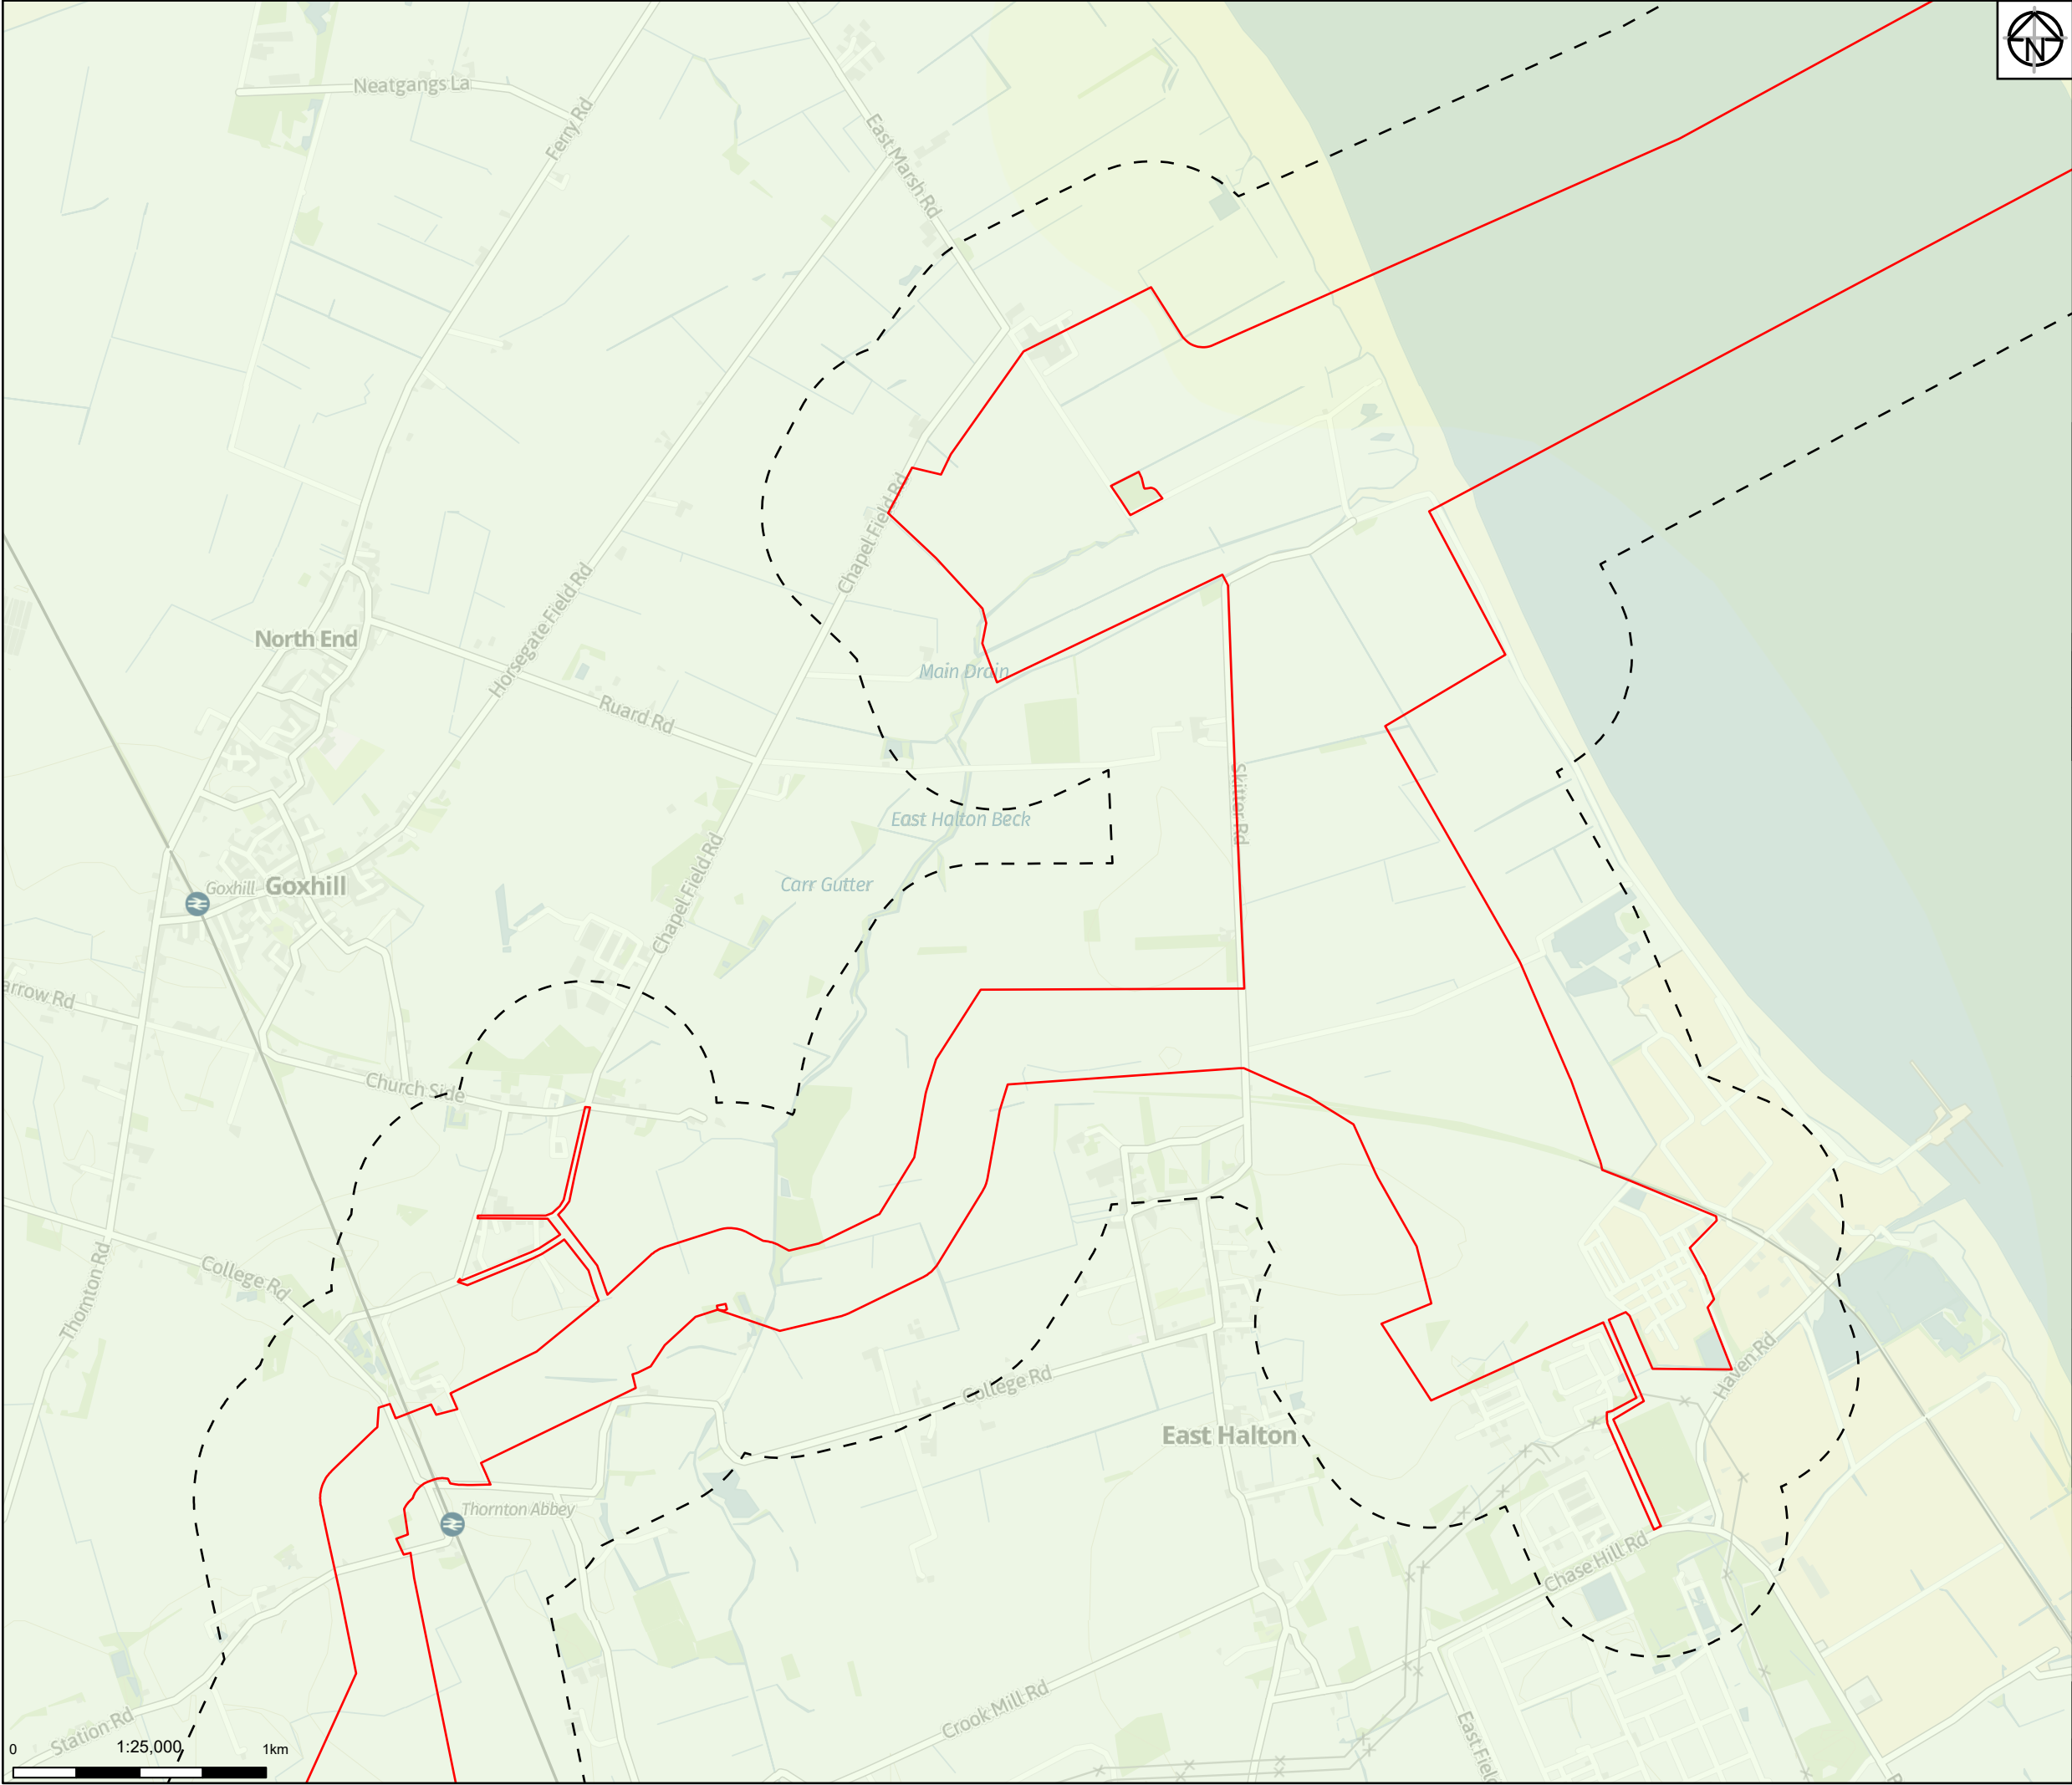 N
Neatgangs La
Ferry Rd
East Marsh Rd
Chapel Field Rd
North End
Horsegate Field Rd
Main Drain
Ruard Rd
Skitter Rd
East Halton Beck
Carr Gutter
Goxhill
Goxhill
Chapel Field Rd
arrow Rd
Church Side
College Rd
Thornton Rd
Haven Rd
College Rd
East Halton
Thornton Abbey
Chase Hill Rd
Crook Mill Rd
Station Rd
East Field
R
0
1:25,000
1km